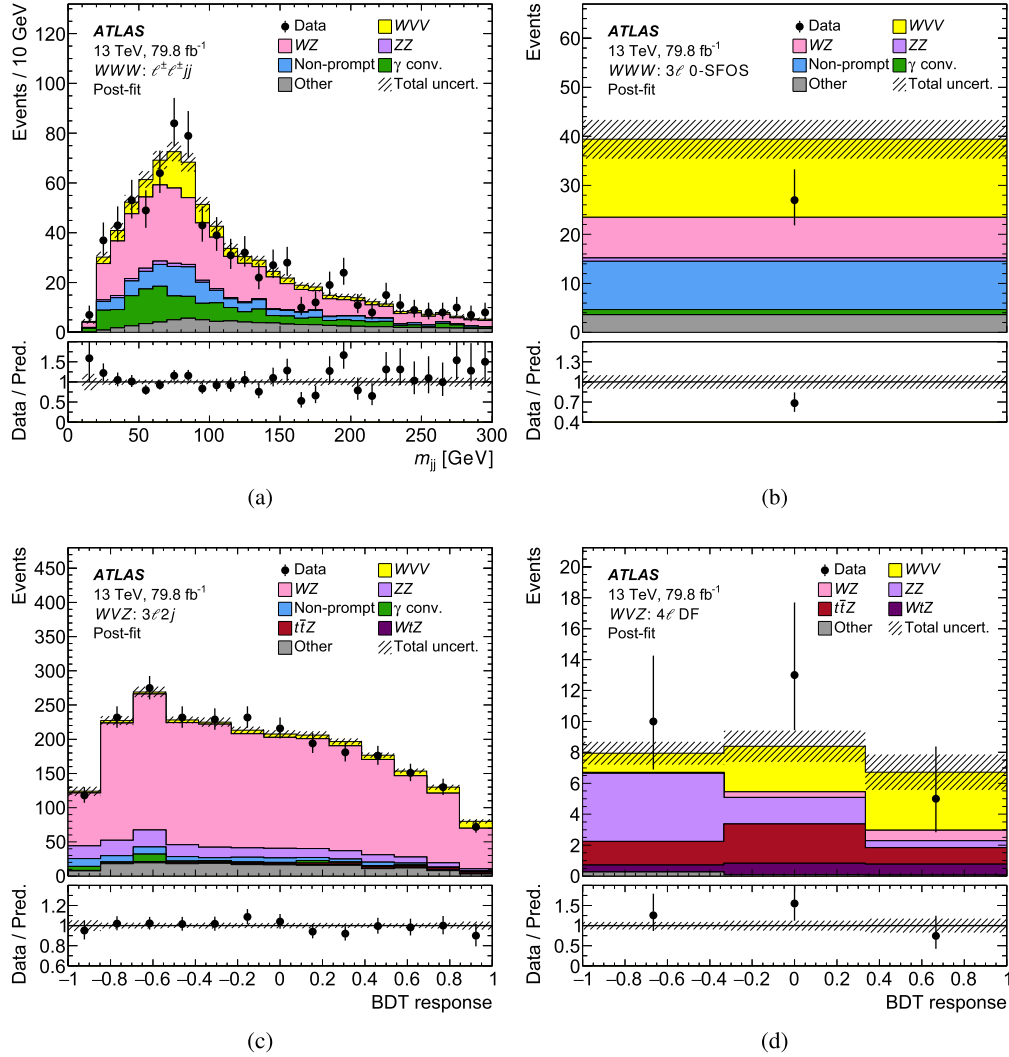 Events / 10 GeV
120
100
80
60
40
20
0
ATLAS
13 TeV, 79.8 fb⁻¹
WWW: ℓ±ℓ±jj
Post-fit
Data
WVV
WZ
ZZ
Non-prompt
γ conv.
Other
Total uncert.
Data / Pred.
1.5
1
0.5
0
0 50 100 150 200 250 300
m_jj [GeV]
(a)
Events
60
50
40
30
20
10
0
ATLAS
13 TeV, 79.8 fb⁻¹
WWW: 3ℓ 0-SFOS
Post-fit
Data
WVV
WZ
ZZ
Non-prompt
γ conv.
Other
Total uncert.
Data / Pred.
1.3
1
0.7
0.4
(b)
Events
450
400
350
300
250
200
150
100
50
0
ATLAS
13 TeV, 79.8 fb⁻¹
WVZ: 3ℓ2j
Post-fit
Data
WVV
WZ
ZZ
Non-prompt
γ conv.
tt̄Z
WtZ
Other
Total uncert.
Data / Pred.
1.2
1
0.8
0.6
−1 −0.8 −0.6 −0.4 −0.2 0 0.2 0.4 0.6 0.8 1
BDT response
(c)
Events
20
18
16
14
12
10
8
6
4
2
0
ATLAS
13 TeV, 79.8 fb⁻¹
WVZ: 4ℓ DF
Post-fit
Data
WVV
WZ
ZZ
tt̄Z
WtZ
Other
Total uncert.
Data / Pred.
1.5
1
0.5
0
−1 −0.8 −0.6 −0.4 −0.2 0 0.2 0.4 0.6 0.8 1
BDT response
(d)